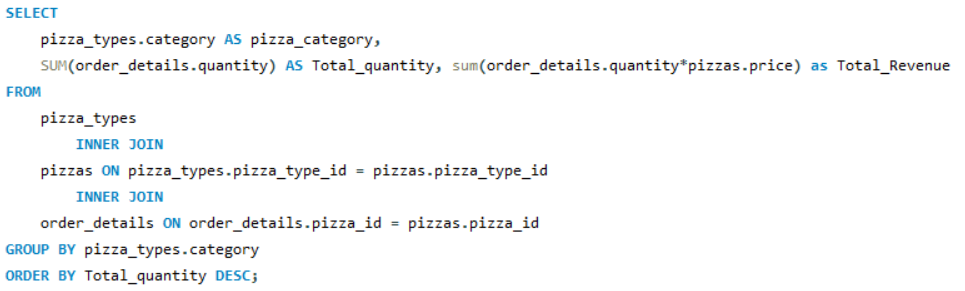 SELECT
pizza_types.category AS pizza_category,
SUM(order_details.quantity) AS Total_quantity, sum(order_details.quantity*pizzas.price) as Total_Revenue
FROM
pizza_types
INNER JOIN
pizzas ON pizza_types.pizza_type_id = pizzas.pizza_type_id
INNER JOIN
order_details ON order_details.pizza_id = pizzas.pizza_id
GROUP BY pizza_types.category
ORDER BY Total_quantity DESC;